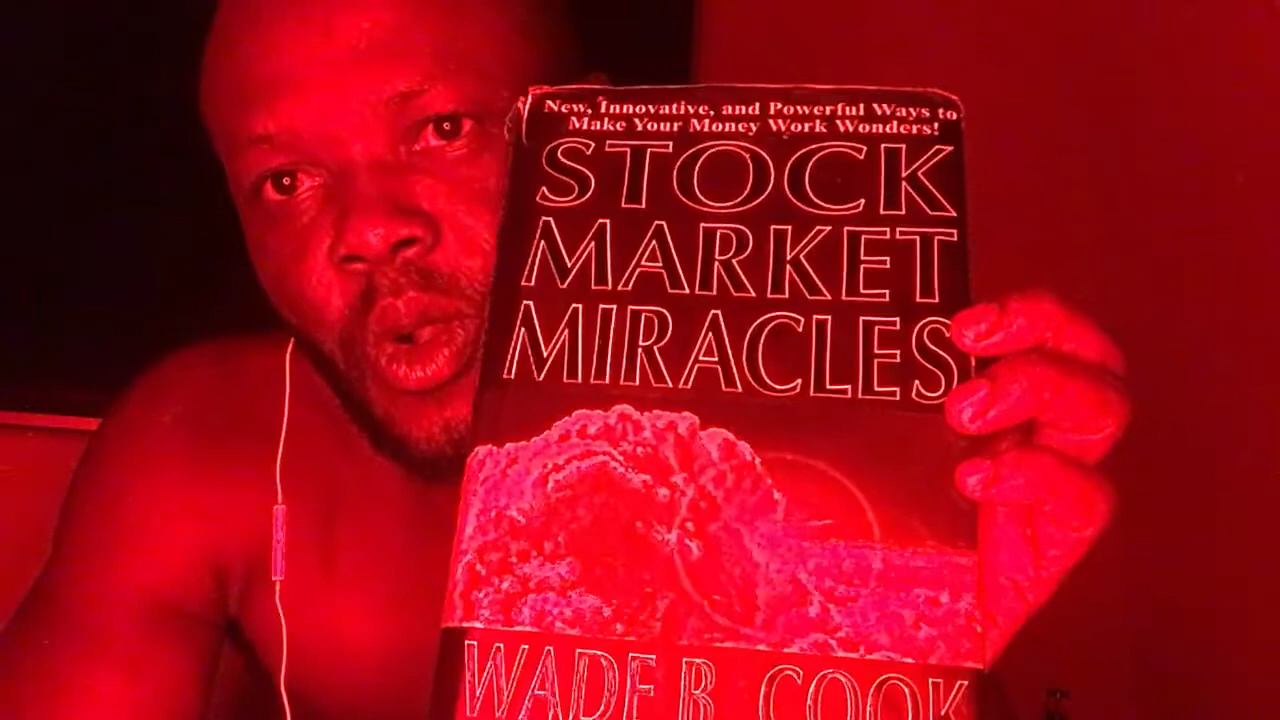 New, Innovative, and Powerful Ways to
Make Your Money Work Wonders!
STOCK
MARKET
MIRACLES
WADE B. COOK